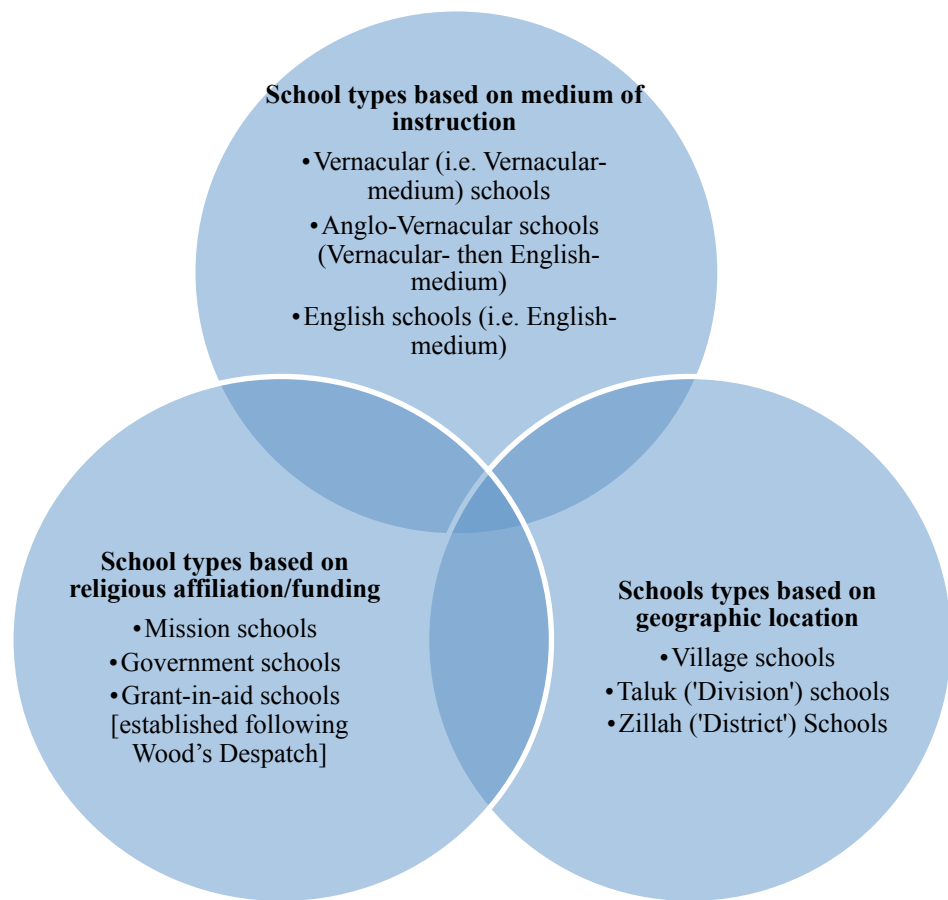 School types based on medium of
instruction
•Vernacular (i.e. Vernacular-
medium) schools
•Anglo-Vernacular schools
(Vernacular- then English-
medium)
•English schools (i.e. English-
medium)
School types based on
religious affiliation/funding
•Mission schools
•Government schools
•Grant-in-aid schools
[established following
Wood’s Despatch]
Schools types based on
geographic location
•Village schools
•Taluk ('Division') schools
•Zillah ('District') Schools